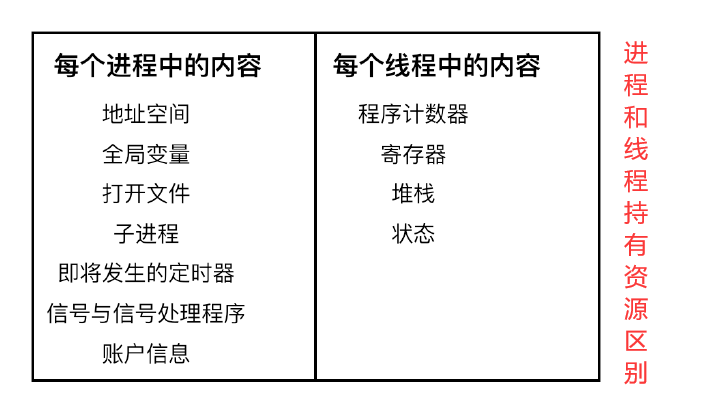 每个进程中的内容
地址空间
全局变量
打开文件
子进程
即将发生的定时器
信号与信号处理程序
账户信息
每个线程中的内容
程序计数器
寄存器
堆栈
状态
进程和线程持有资源区别